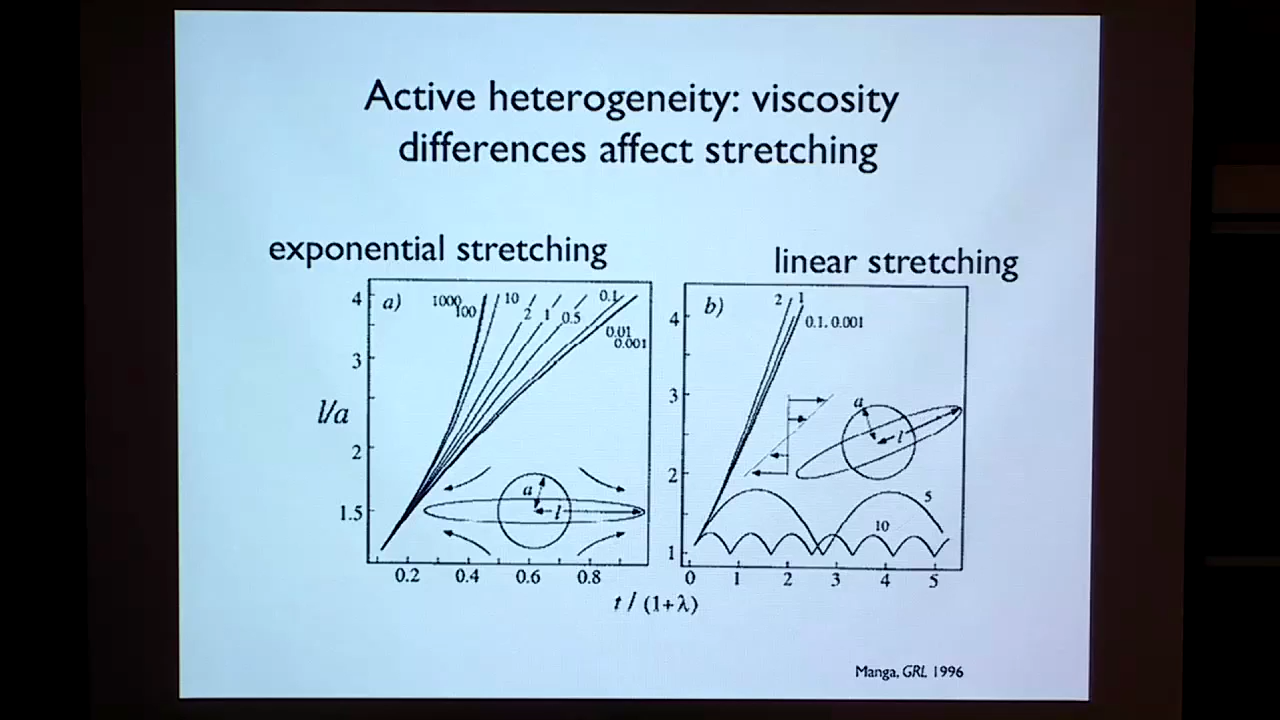 Active heterogeneity: viscosity
differences affect stretching
exponential stretching
linear stretching
a)
1000
100
10
2
1
0.5
0.1
0.01
0.001
4
3
2
1.5
l/a
a
l
0.2
0.4
0.6
0.8
b)
2
1
0.1, 0.001
4
3
2
1
a
l
5
10
0
1
2
3
4
5
t / (1+λ)
Manga, GRL 1996